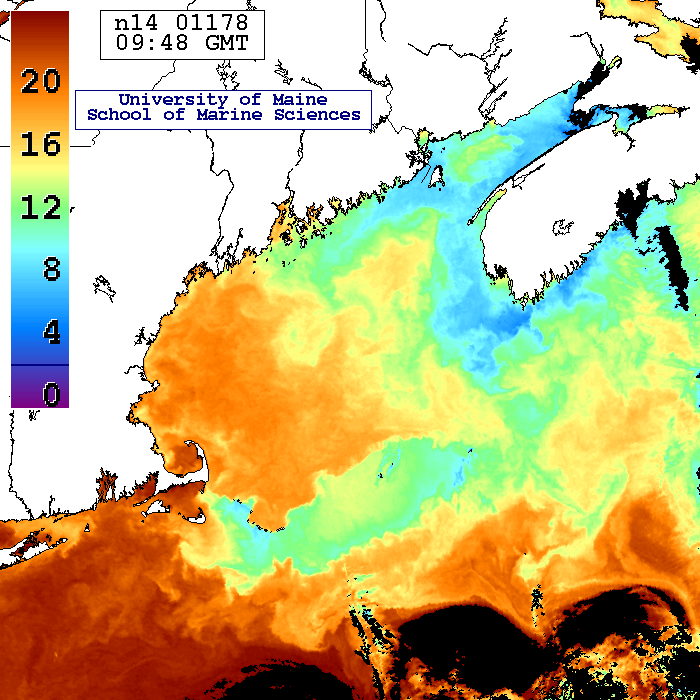 n14 01178
09:48 GMT
University of Maine
School of Marine Sciences
20
16
12
8
4
0